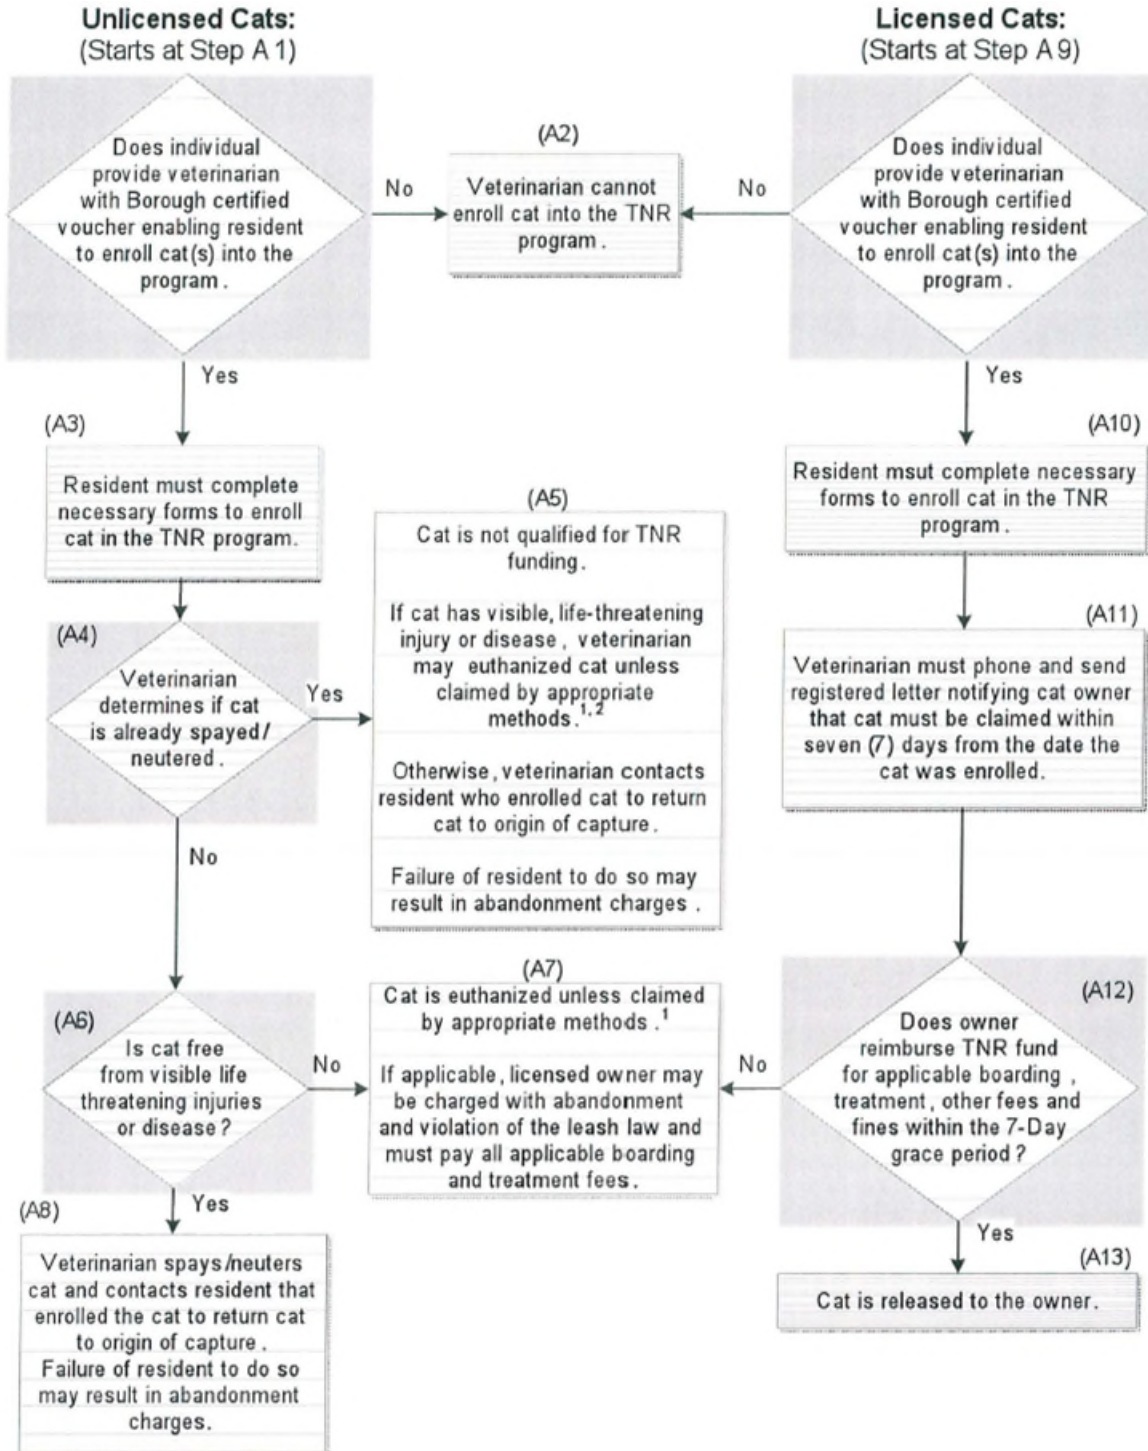 Unlicensed Cats:
(Starts at Step A 1)
Licensed Cats:
(Starts at Step A 9)
Does individual
provide veterinarian
with Borough certified
voucher enabling resident
to enroll cat(s) into the
program.
No
(A2)
Veterinarian cannot
enroll cat into the TNR
program.
No
Does individual
provide veterinarian
with Borough certified
voucher enabling resident
to enroll cat(s) into the
program.
Yes
Yes
(A3)
Resident must complete
necessary forms to enroll
cat in the TNR program.
(A10)
Resident msut complete necessary
forms to enroll cat in the TNR
program.
(A4)
Veterinarian
determines if cat
is already spayed/
neutered.
Yes
(A5)
Cat is not qualified for TNR
funding.
If cat has visible, life-threatening
injury or disease, veterinarian
may euthanized cat unless
claimed by appropriate
methods.1,2
Otherwise, veterinarian contacts
resident who enrolled cat to return
cat to origin of capture.
Failure of resident to do so may
result in abandonment charges.
(A11)
Veterinarian must phone and send
registered letter notifying cat owner
that cat must be claimed within
seven (7) days from the date the
cat was enrolled.
No
(A6)
Is cat free
from visible life
threatening injuries
or disease?
No
(A7)
Cat is euthanized unless claimed
by appropriate methods.1
If applicable, licensed owner may
be charged with abandonment
and violation of the leash law and
must pay all applicable boarding
and treatment fees.
No
(A12)
Does owner
reimburse TNR fund
for applicable boarding,
treatment, other fees and
fines within the 7-Day
grace period?
Yes
Yes
(A8)
Veterinarian spays/neuters
cat and contacts resident that
enrolled the cat to return cat
to origin of capture.
Failure of resident to do so
may result in abandonment
charges.
(A13)
Cat is released to the owner.